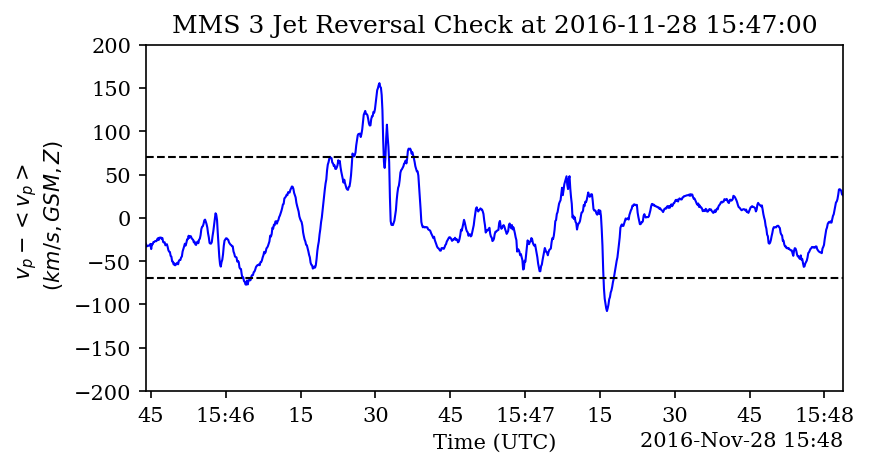 MMS 3 Jet Reversal Check at 2016-11-28 15:47:00
200
150
100
50
0
−50
−100
−150
−200
v_p − < v_p >
(km/s, GSM, Z)
45 15:46 15 30 45 15:47 15 30 45 15:48
Time (UTC)
2016-Nov-28 15:48